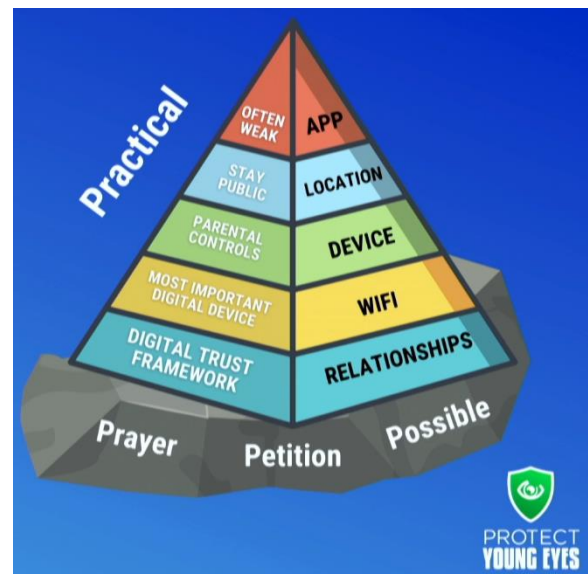 Practical
OFTEN
WEAK
APP
STAY
PUBLIC
LOCATION
PARENTAL
CONTROLS
DEVICE
MOST IMPORTANT
DIGITAL DEVICE
WIFI
DIGITAL TRUST
FRAMEWORK
RELATIONSHIPS
Prayer
Petition
Possible
PROTECT
YOUNG EYES